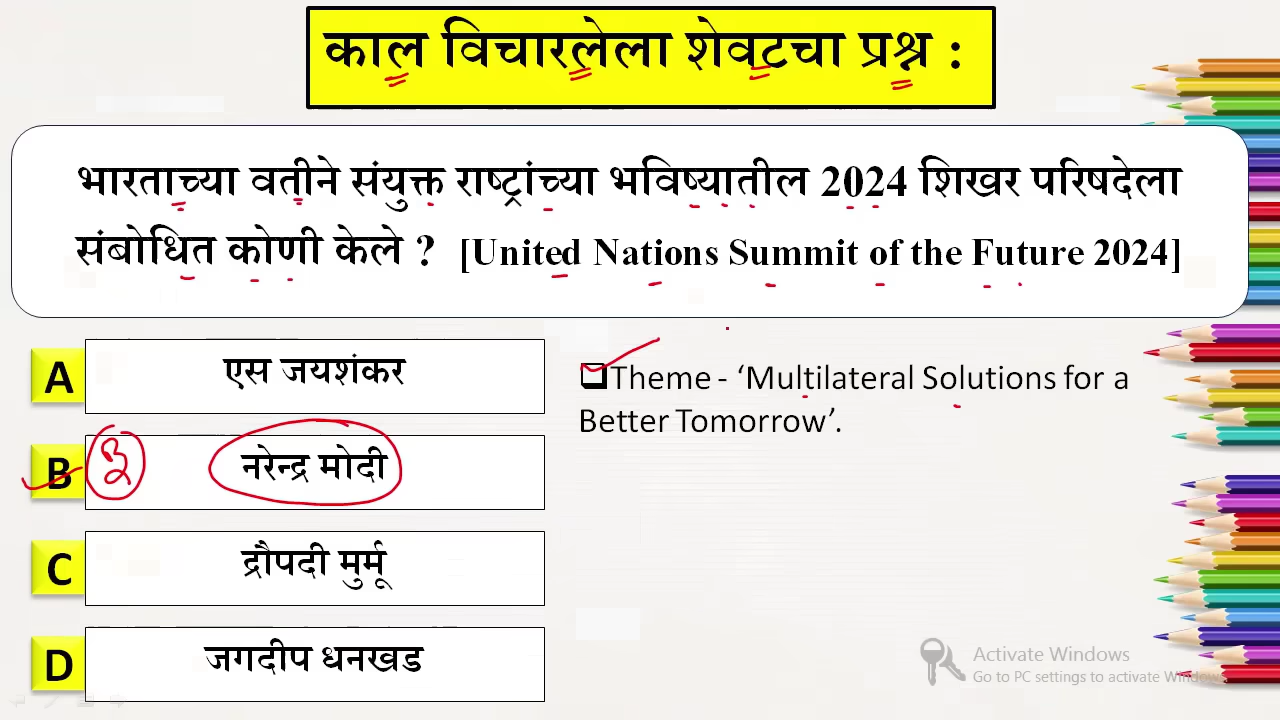 काल विचारलेला शेवटचा प्रश्न :
भारताच्या वतीने संयुक्त राष्ट्रांच्या भविष्यातील 2024 शिखर परिषदेला
संबोधित कोणी केले ? [United Nations Summit of the Future 2024]
A एस जयशंकर
B नरेन्द्र मोदी
C द्रौपदी मुर्मू
D जगदीप धनखड
Theme - ‘Multilateral Solutions for a
Better Tomorrow’.
Activate Windows
Go to PC settings to activate Windows.